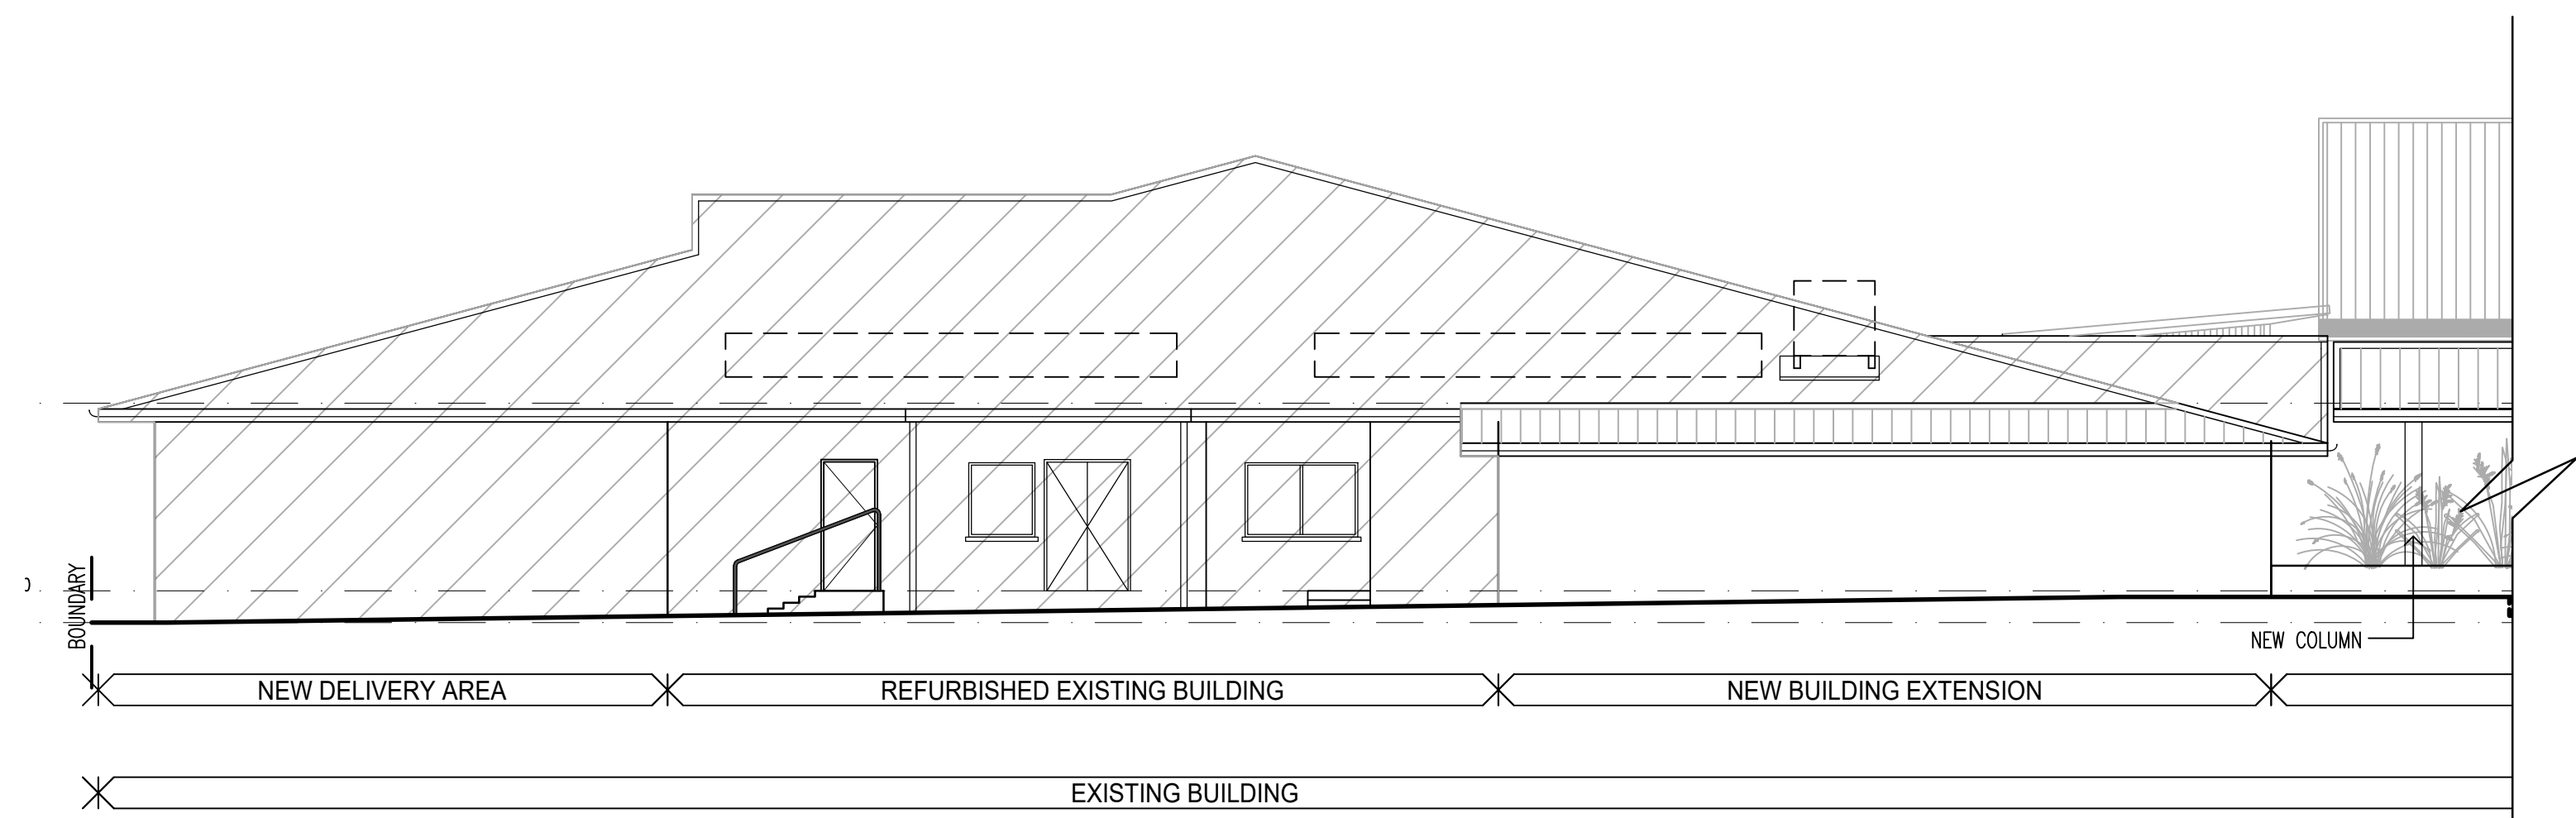 BOUNDARY
NEW COLUMN
NEW DELIVERY AREA
REFURBISHED EXISTING BUILDING
NEW BUILDING EXTENSION
EXISTING BUILDING